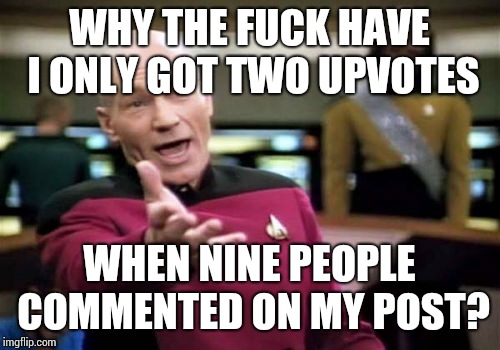 WHY THE FUCK HAVE
I ONLY GOT TWO UPVOTES
WHEN NINE PEOPLE
COMMENTED ON MY POST?
imgflip.com